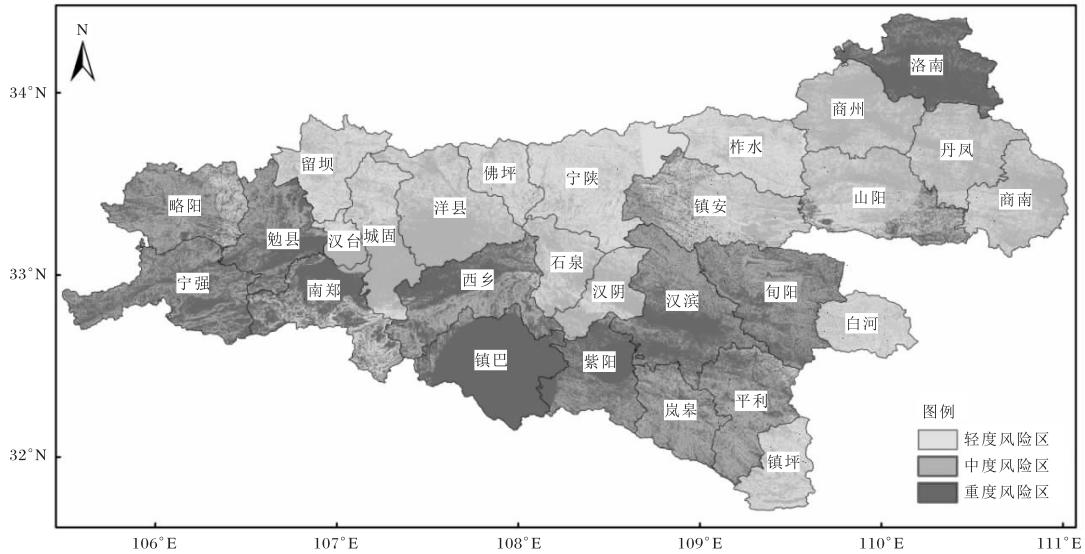 N
34°N
33°N
32°N
洛南
商州
柞水
丹凤
留坝
佛坪
宁陕
略阳
洋县
镇安
山阳
商南
勉县
汉台
城固
宁强
南郑
西乡
石泉
汉阴
汉滨
旬阳
白河
镇巴
紫阳
岚皋
平利
镇坪
图例
轻度风险区
中度风险区
重度风险区
106°E
107°E
108°E
109°E
110°E
111°E